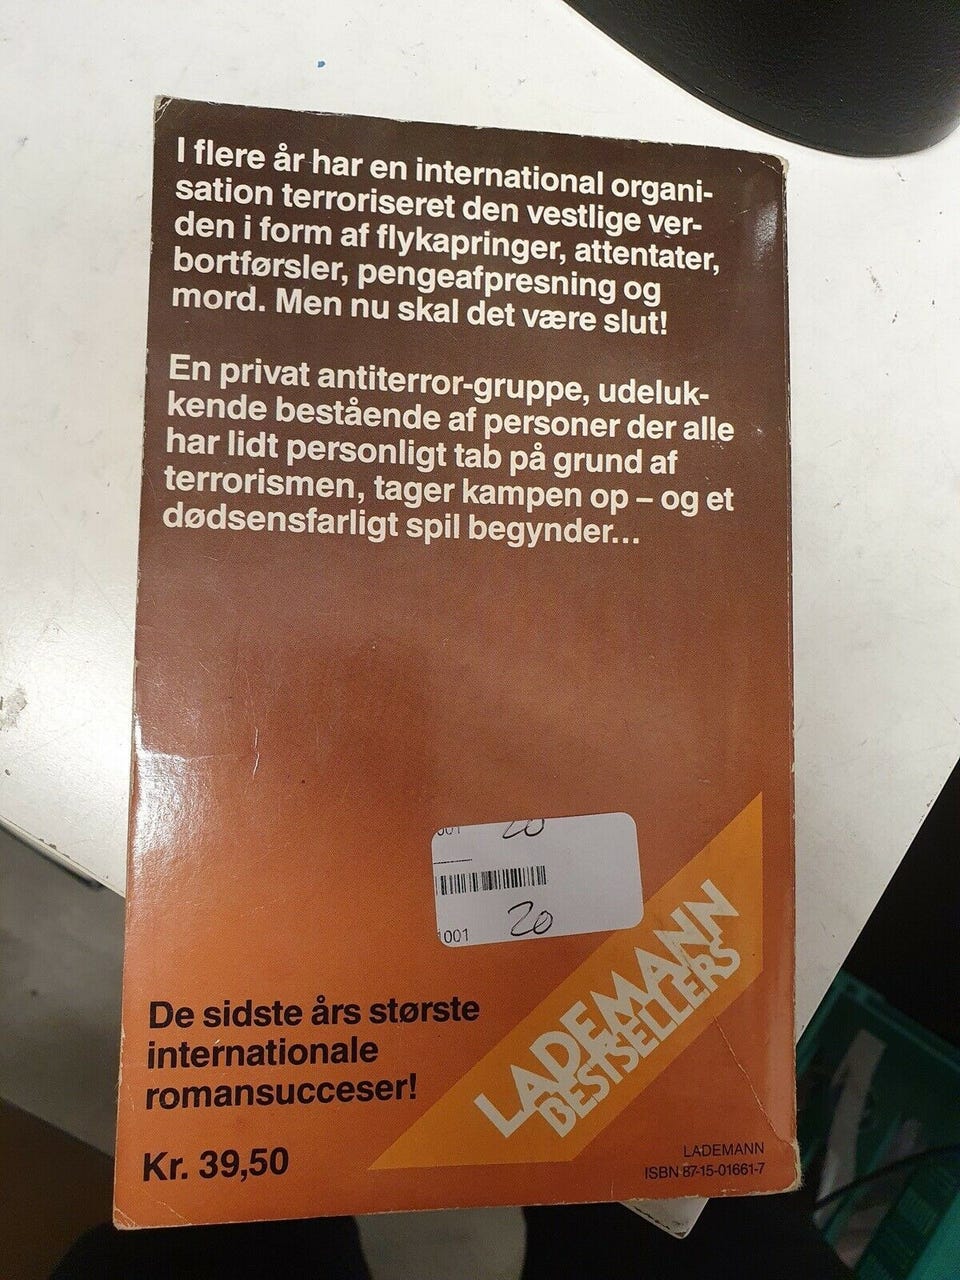 I flere år har en international organi-
sation terroriseret den vestlige ver-
den i form af flykapringer, attentater,
bortførsler, pengeafpresning og
mord. Men nu skal det være slut!
En privat antiterror-gruppe, udeluk-
kende bestående af personer der alle
har lidt personligt tab på grund af
terrorismen, tager kampen op – og et
dødsensfarligt spil begynder...
20
001
20
De sidste års største
internationale
romansucceser!
Kr. 39,50
LADEMANN
BESTSELLERS
LADEMANN
ISBN 87-15-01661-7